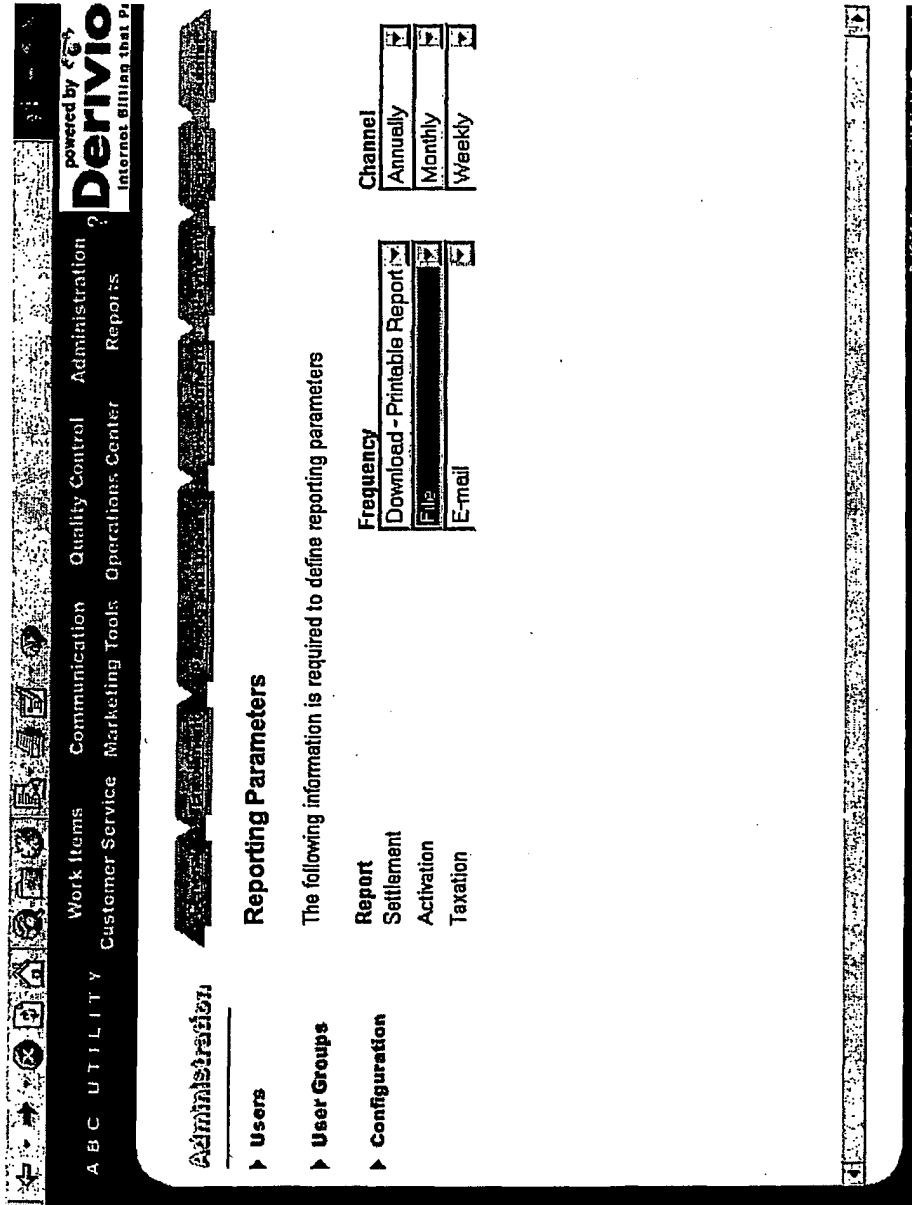 powered by
Derivio
Internet Billing that Pa
A B C U T I L I T Y
Work Items Communication Quality Control Administration
Customer Service Marketing Tools Operations Center Reports ?
Administration
Users
User Groups
Configuration
Reporting Parameters
The following information is required to define reporting parameters
Report Frequency Channel
Settlement Download - Printable Report Annually
Activation File Monthly
Taxation E-mail Weekly